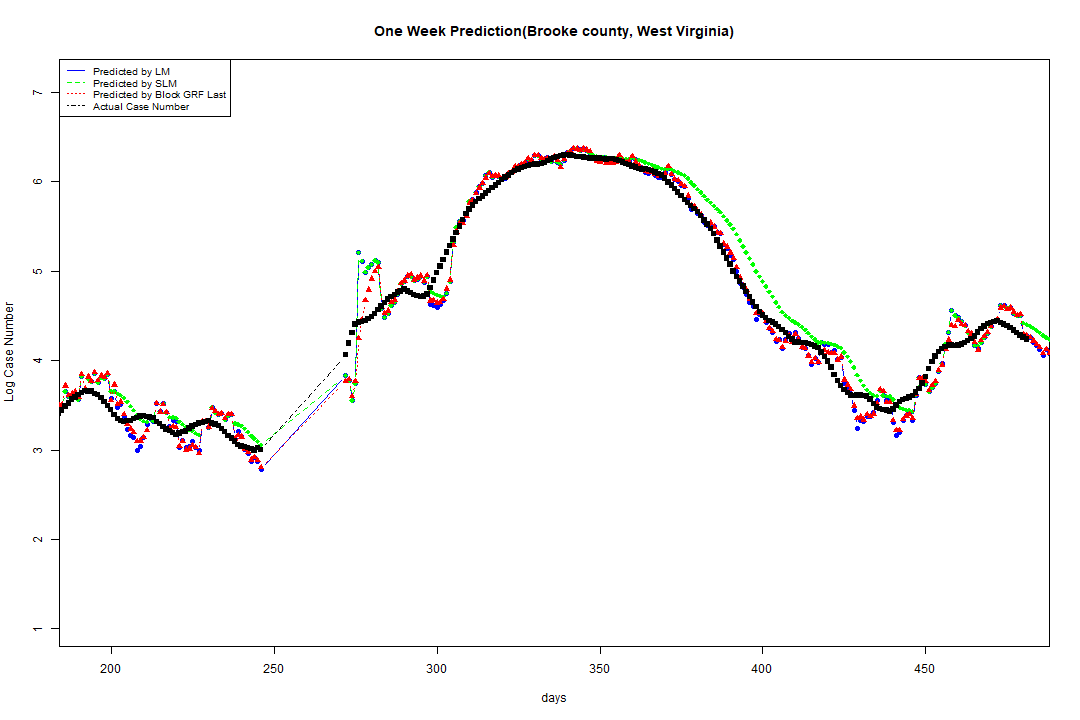 One Week Prediction(Brooke county, West Virginia)
Predicted by LM
Predicted by SLM
Predicted by Block GRF Last
Actual Case Number
7
6
5
4
3
2
1
Log Case Number
200
250
300
350
400
450
days